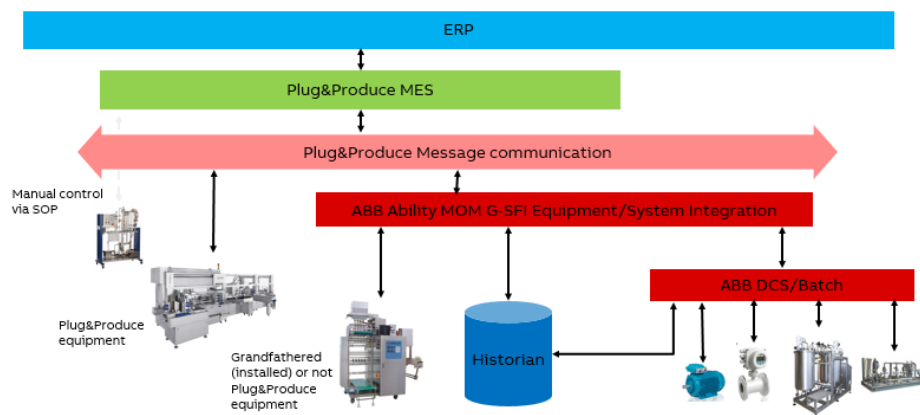 ERP
Plug&Produce MES
Plug&Produce Message communication
Manual control
via SOP
ABB Ability MOM G-SFI Equipment/System Integration
ABB DCS/Batch
Plug&Produce
equipment
Grandfathered
(installed) or not
Plug&Produce
equipment
Historian